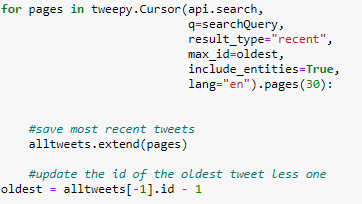 for pages in tweepy.Cursor(api.search,
q=searchQuery,
result_type="recent",
max_id=oldest,
include_entities=True,
lang="en").pages(30):
#save most recent tweets
alltweets.extend(pages)
#update the id of the oldest tweet less one
oldest = alltweets[-1].id - 1